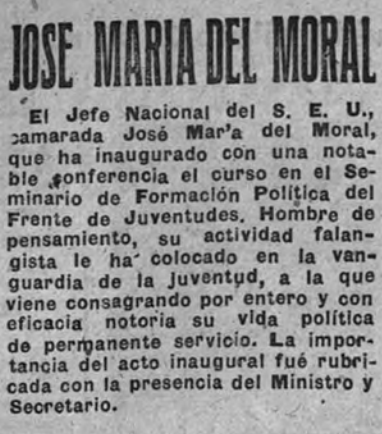 JOSE MARIA DEL MORAL
El Jefe Nacional del S. E. U.,
camarada José Mar'a del Moral,
que ha inaugurado con una nota-
ble conferencia el curso en el Se-
minario de Formación Política del
Frente de Juventudes. Hombre de
pensamiento, su actividad falan-
gista le ha colocado en la van-
guardia de la Juventud, a la que
viene consagrando por entero y con
eficacia notoria su vida política
de permanente servicio. La impor-
tancia del acto inaugural fué rubri-
cada con la presencia del Ministro y
Secretario.